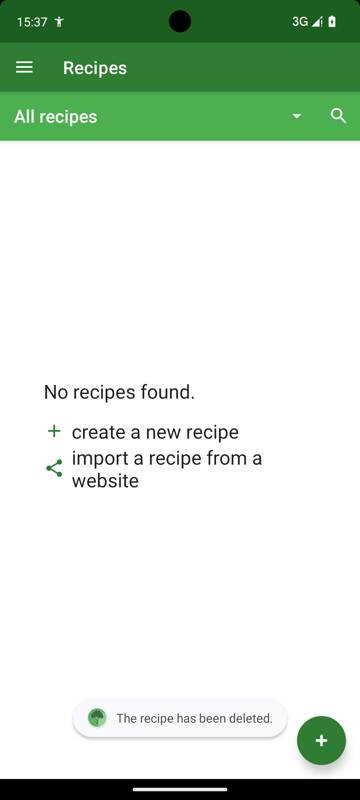 15:37
3G
Recipes
All recipes
No recipes found.
create a new recipe
import a recipe from a
website
The recipe has been deleted.